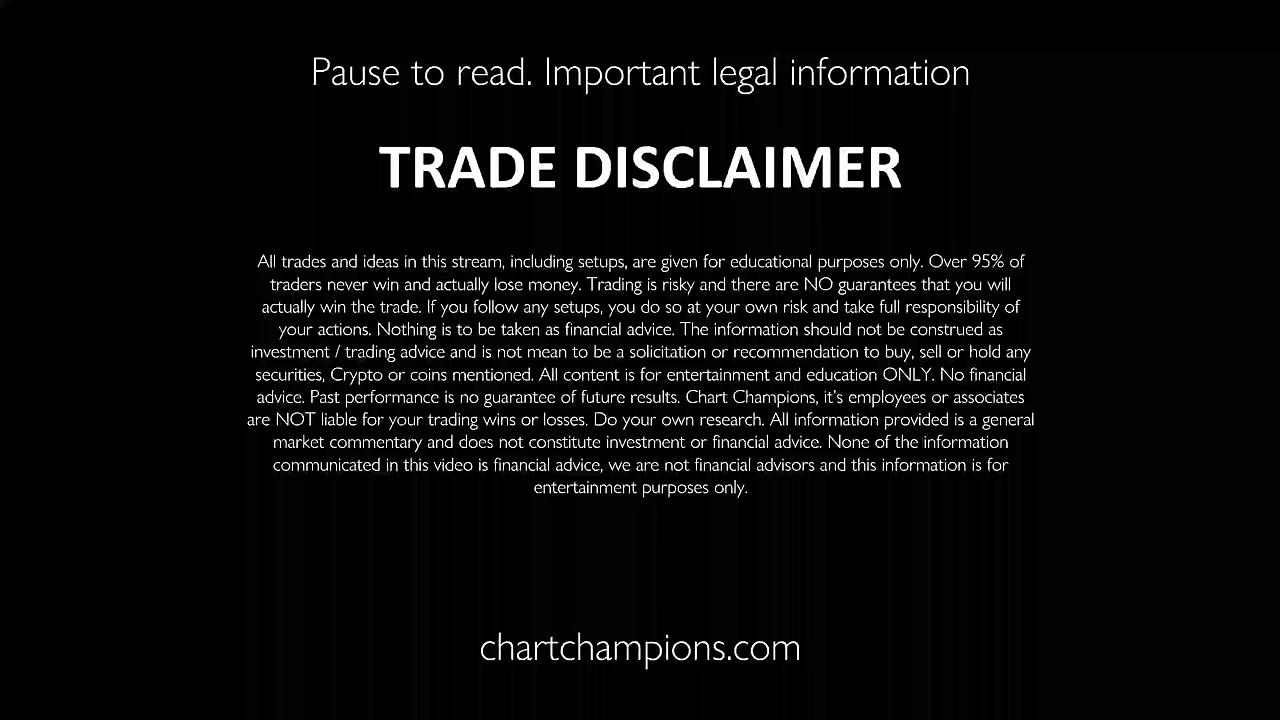 Pause to read. Important legal information
TRADE DISCLAIMER
All trades and ideas in this stream, including setups, are given for educational purposes only. Over 95% of
traders never win and actually lose money. Trading is risky and there are NO guarantees that you will
actually win the trade. If you follow any setups, you do so at your own risk and take full responsibility of
your actions. Nothing is to be taken as financial advice. The information should not be construed as
investment / trading advice and is not mean to be a solicitation or recommendation to buy, sell or hold any
securities, Crypto or coins mentioned. All content is for entertainment and education ONLY. No financial
advice. Past performance is no guarantee of future results. Chart Champions, it's employees or associates
are NOT liable for your trading wins or losses. Do your own research. All information provided is a general
market commentary and does not constitute investment or financial advice. None of the information
communicated in this video is financial advice, we are not financial advisors and this information is for
entertainment purposes only.
chartchampions.com